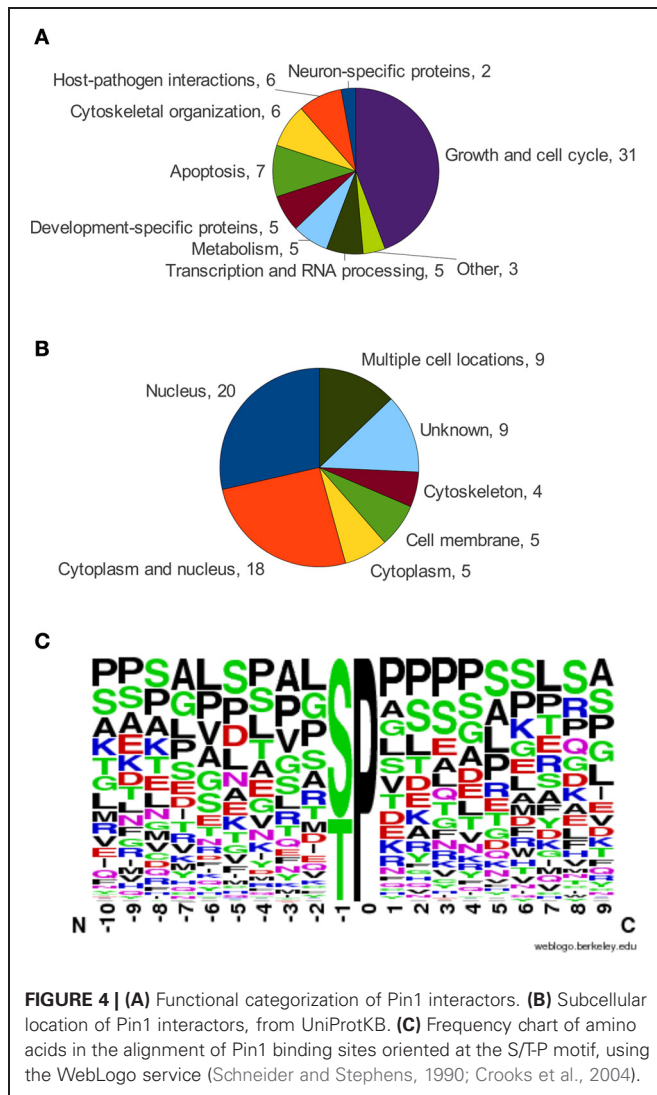 A
Host-pathogen interactions, 6
Neuron-specific proteins, 2
Cytoskeletal organization, 6
Growth and cell cycle, 31
Apoptosis, 7
Development-specific proteins, 5
Metabolism, 5
Transcription and RNA processing, 5
Other, 3
B
Multiple cell locations, 9
Nucleus, 20
Unknown, 9
Cytoskeleton, 4
Cell membrane, 5
Cytoplasm and nucleus, 18
Cytoplasm, 5
C
P P S A L S P A L S P P P P P S S L S A
T
N -10 -9 -8 -7 -6 -5 -4 -3 -2 -1 0 1 2 3 4 5 6 7 8 9 C
weblogo.berkeley.edu
FIGURE 4 | (A) Functional categorization of Pin1 interactors. (B) Subcellular
location of Pin1 interactors, from UniProtKB. (C) Frequency chart of amino
acids in the alignment of Pin1 binding sites oriented at the S/T-P motif, using
the WebLogo service (Schneider and Stephens, 1990; Crooks et al., 2004).